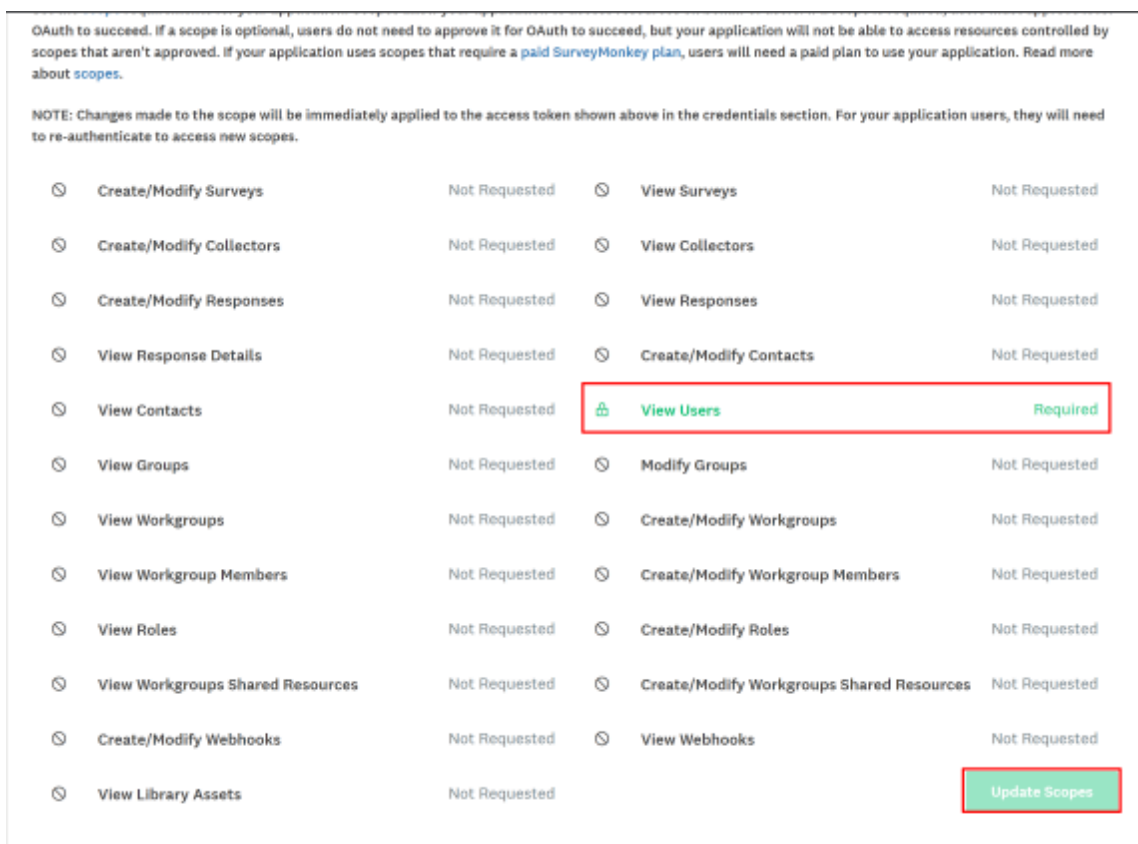 OAuth to succeed. If a scope is optional, users do not need to approve it for OAuth to succeed, but your application will not be able to access resources controlled by
scopes that aren't approved. If your application uses scopes that require a paid SurveyMonkey plan, users will need a paid plan to use your application. Read more
about scopes.
NOTE: Changes made to the scope will be immediately applied to the access token shown above in the credentials section. For your application users, they will need
to re-authenticate to access new scopes.
Create/Modify Surveys Not Requested View Surveys Not Requested
Create/Modify Collectors Not Requested View Collectors Not Requested
Create/Modify Responses Not Requested View Responses Not Requested
View Response Details Not Requested Create/Modify Contacts Not Requested
View Contacts Not Requested View Users Required
View Groups Not Requested Modify Groups Not Requested
View Workgroups Not Requested Create/Modify Workgroups Not Requested
View Workgroup Members Not Requested Create/Modify Workgroup Members Not Requested
View Roles Not Requested Create/Modify Roles Not Requested
View Workgroups Shared Resources Not Requested Create/Modify Workgroups Shared Resources Not Requested
Create/Modify Webhooks Not Requested View Webhooks Not Requested
View Library Assets Not Requested
Update Scopes